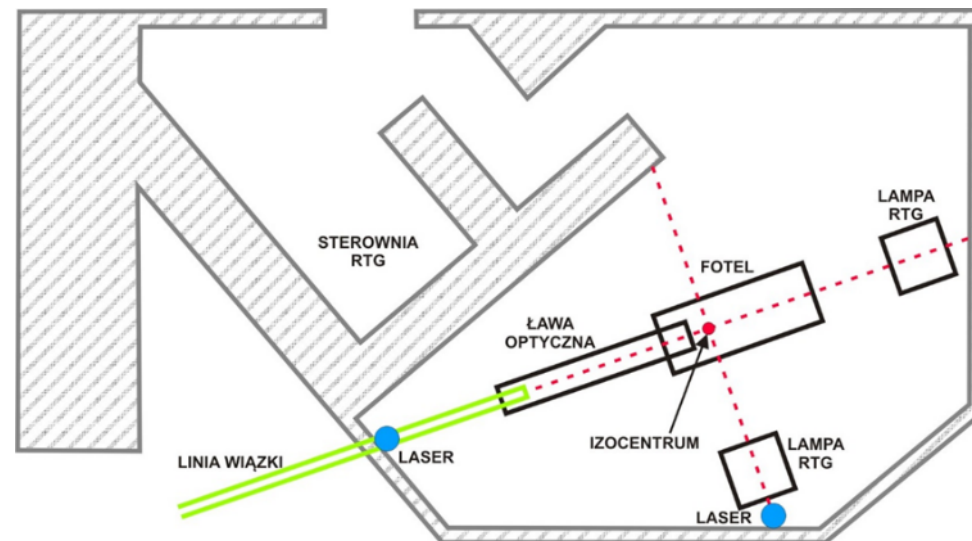 LAMPA
RTG
STEROWNIA
RTG
FOTEL
ŁAWA
OPTYCZNA
IZOCENTRUM
LAMPA
RTG
LINIA WIĄZKI
LASER
LASER